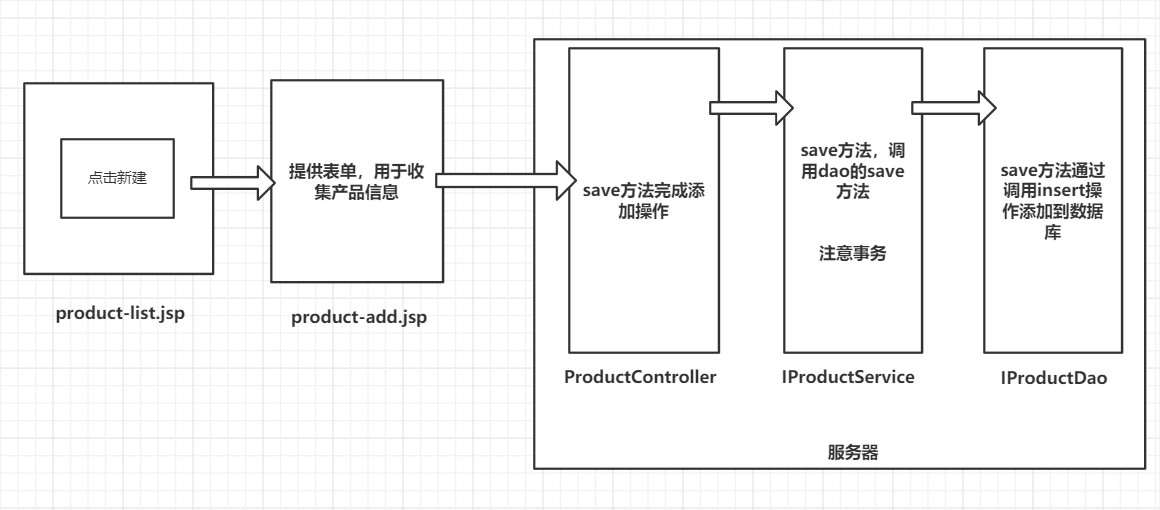 点击新建
product-list.jsp
提供表单，用于收
集产品信息
product-add.jsp
save方法完成添
加操作
ProductController
save方法，调
用dao的save
方法
注意事务
IProductService
save方法通过
调用insert操
作添加到数据
库
IProductDao
服务器